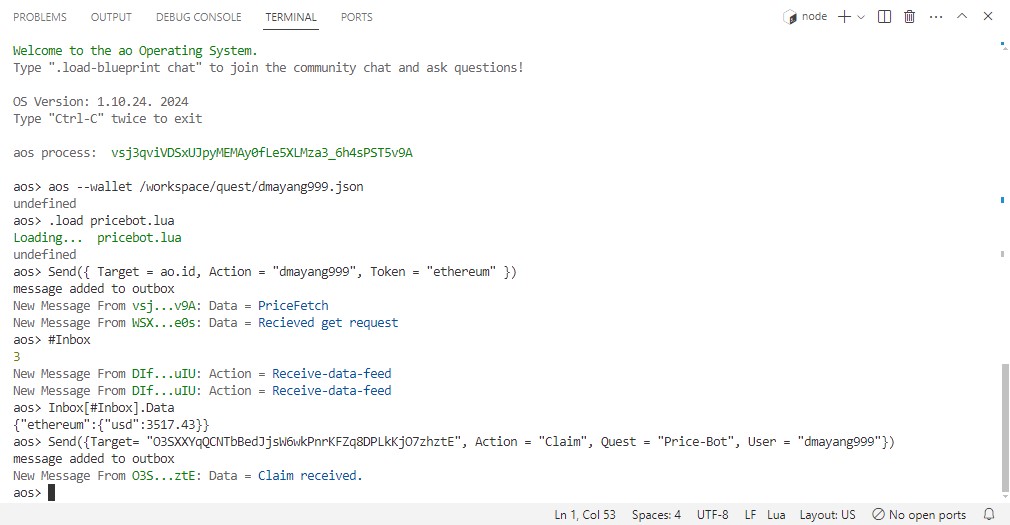 PROBLEMS OUTPUT DEBUG CONSOLE TERMINAL PORTS node
Welcome to the ao Operating System.
Type ".load-blueprint chat" to join the community chat and ask questions!
OS Version: 1.10.24. 2024
Type "Ctrl-C" twice to exit
aos process:  vsj3qviVDSxUJpyMEMAy0fLe5XLMza3_6h4sPST5v9A
aos> aos --wallet /workspace/quest/dmayang999.json
undefined
aos> .load pricebot.lua
Loading...  pricebot.lua
undefined
aos> Send({ Target = ao.id, Action = "dmayang999", Token = "ethereum" })
message added to outbox
New Message From vsj...v9A: Data = PriceFetch
New Message From WSX...e0s: Data = Recieved get request
aos> #Inbox
3
New Message From DIf...uIU: Action = Receive-data-feed
New Message From DIf...uIU: Action = Receive-data-feed
aos> Inbox[#Inbox].Data
{"ethereum":{"usd":3517.43}}
aos> Send({Target= "O3SXXYqQCNTbBedJjsW6wkPnrKFZq8DPLkKjO7zhztE", Action = "Claim", Quest = "Price-Bot", User = "dmayang999"})
message added to outbox
New Message From O3S...ztE: Data = Claim received.
aos>
Ln 1, Col 53 Spaces: 4 UTF-8 LF Lua Layout: US No open ports